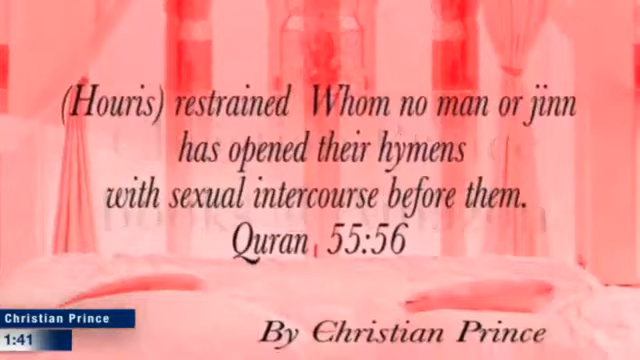 (Houris) restrained Whom no man or jinn
has opened their hymens
with sexual intercourse before them.
Quran 55:56
By Christian Prince
Christian Prince
1:41